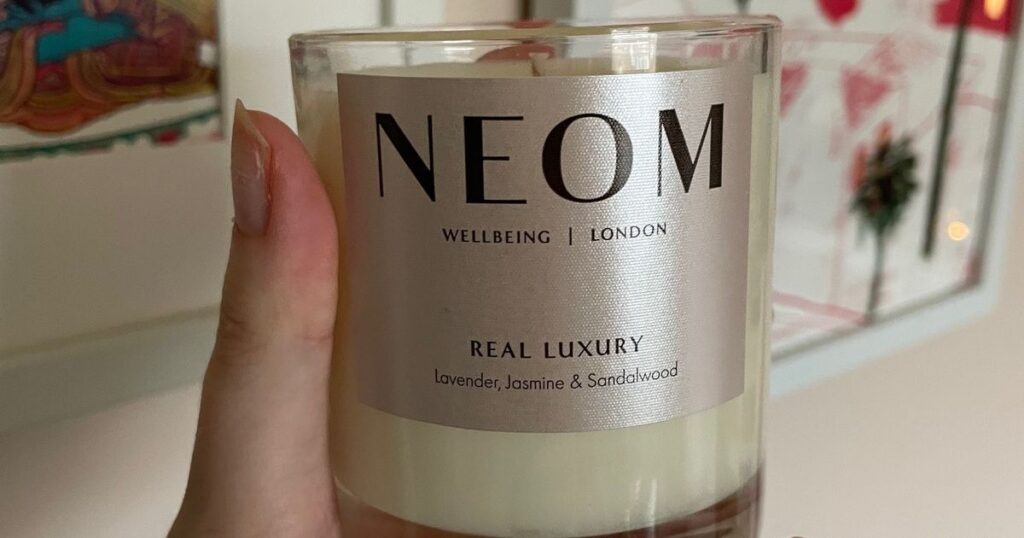 NEOM
WELLBEING | LONDON
REAL LUXURY
Lavender, Jasmine & Sandalwood